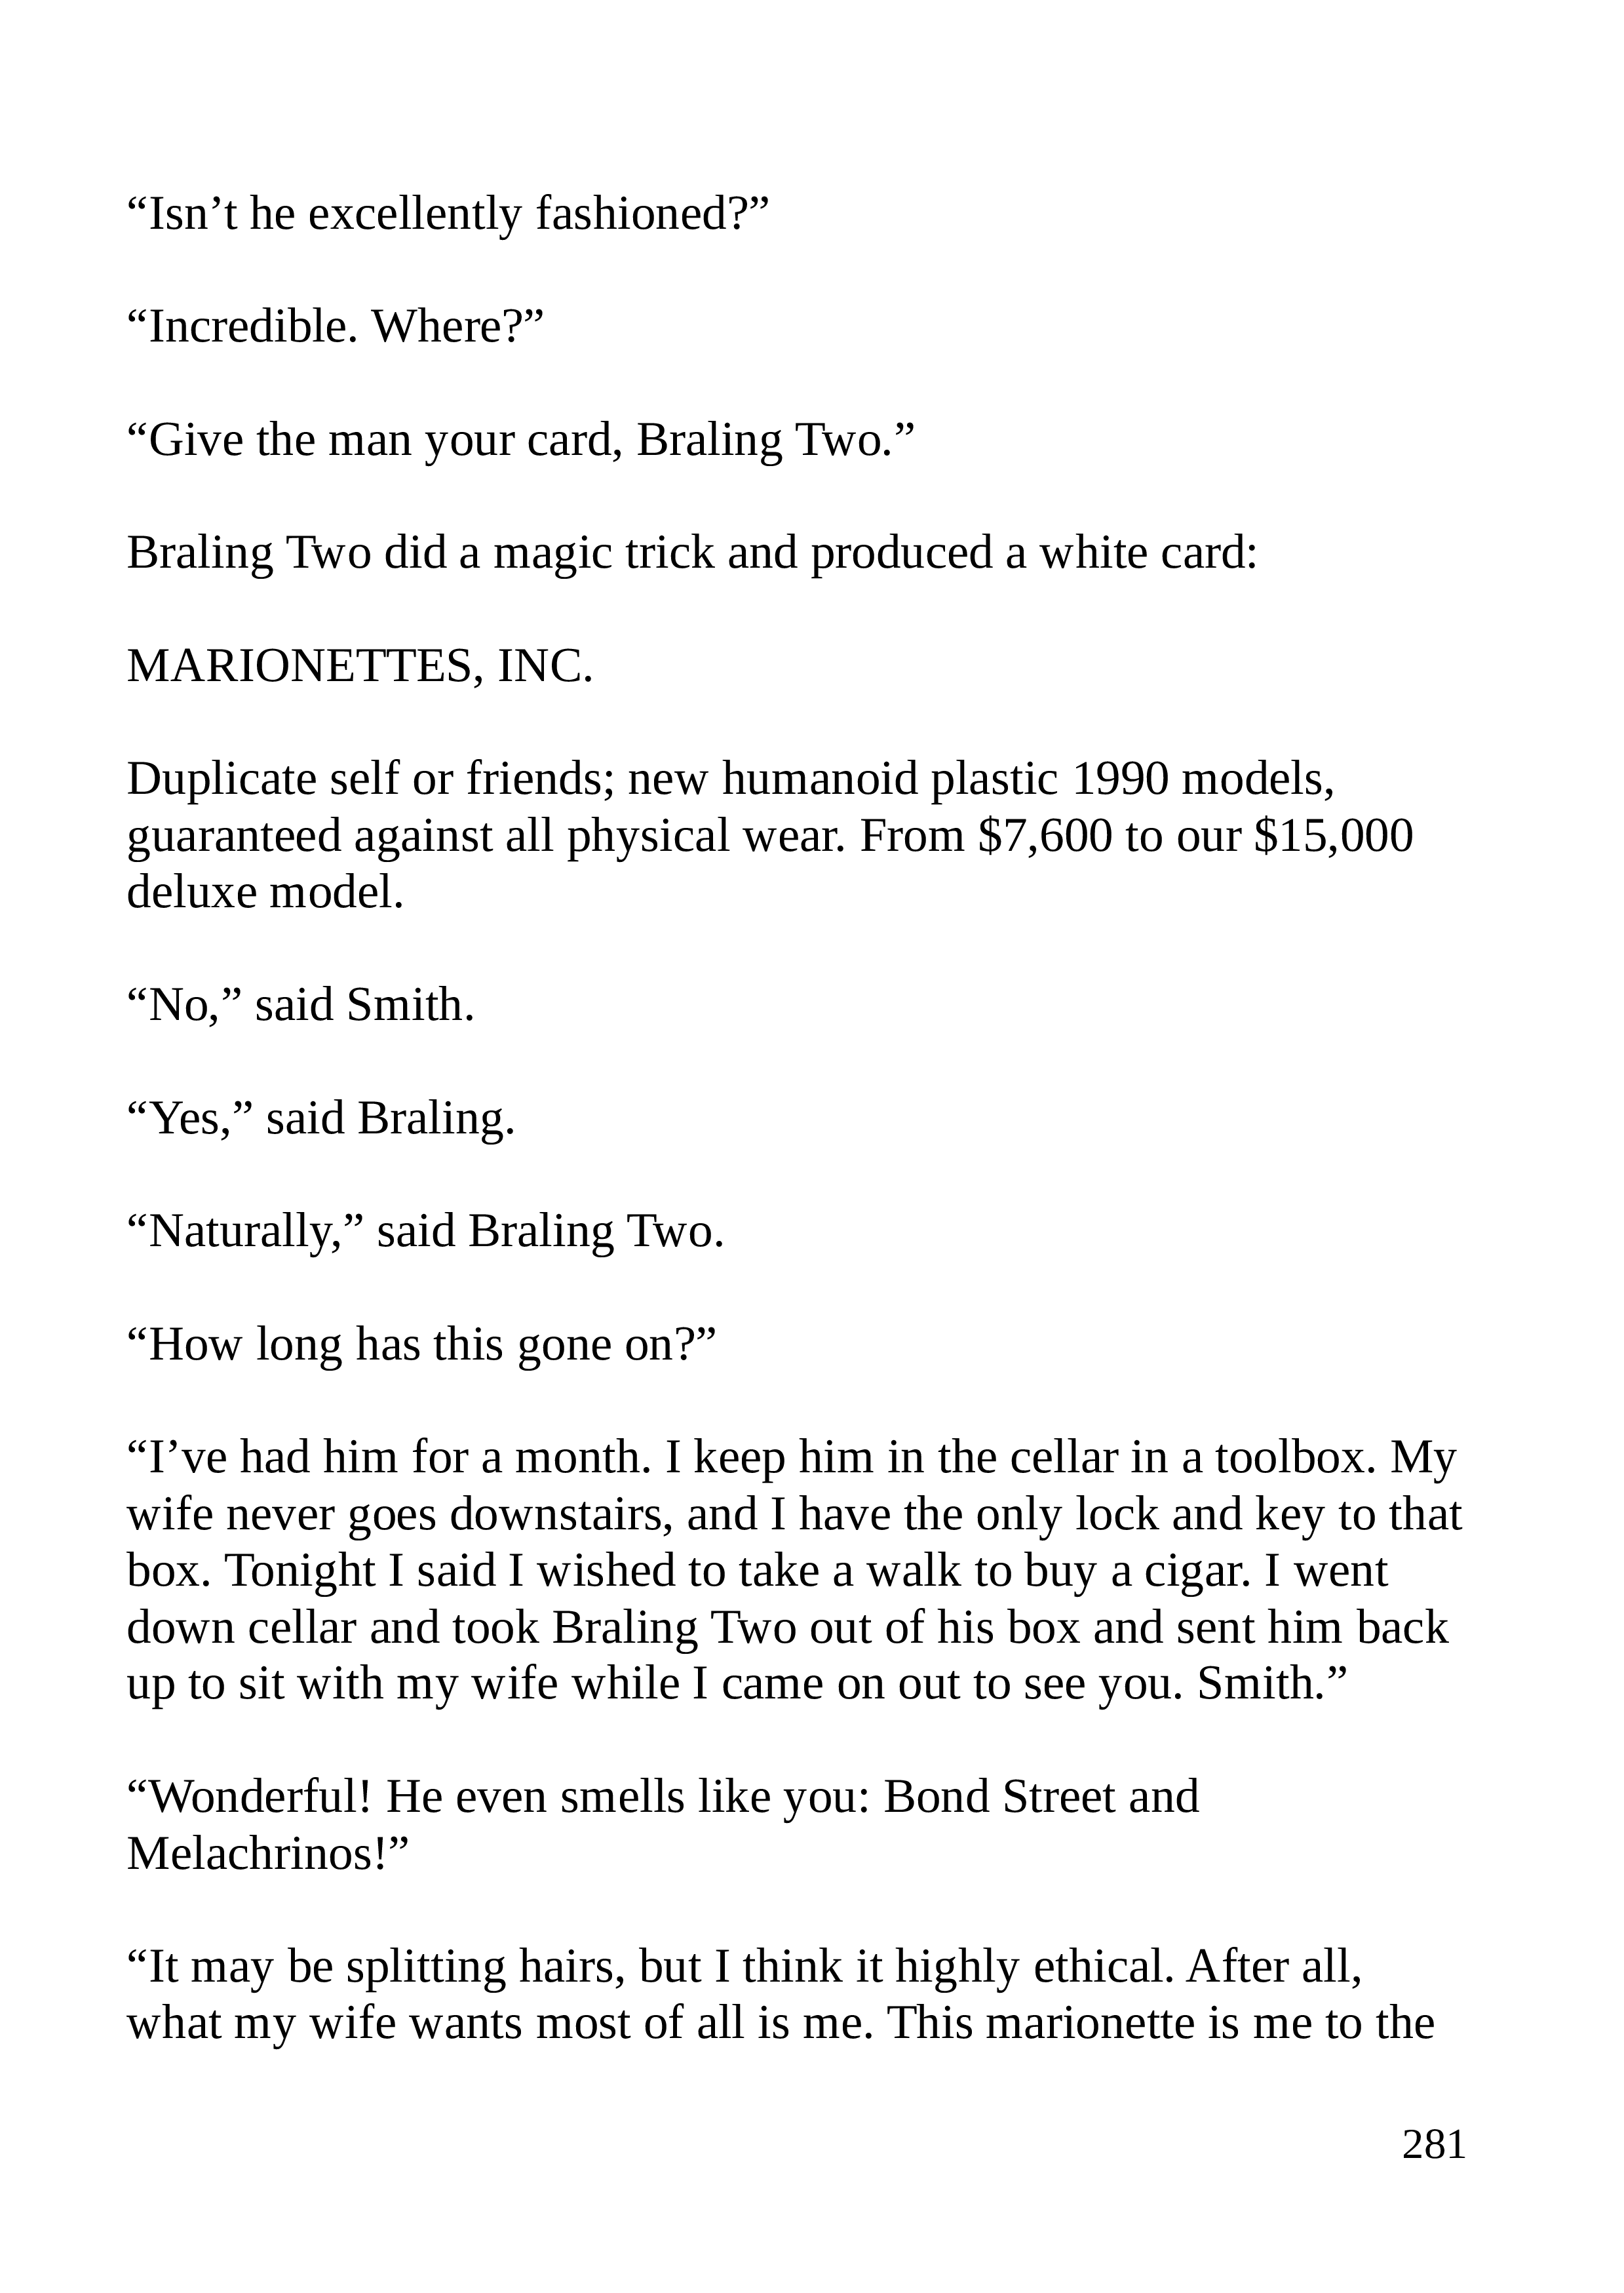 “Isn’t he excellently fashioned?”
“Incredible. Where?”
“Give the man your card, Braling Two.”
Braling Two did a magic trick and produced a white card:
MARIONETTES, INC.
Duplicate self or friends; new humanoid plastic 1990 models,
guaranteed against all physical wear. From $7,600 to our $15,000
deluxe model.
“No,” said Smith.
“Yes,” said Braling.
“Naturally,” said Braling Two.
“How long has this gone on?”
“I’ve had him for a month. I keep him in the cellar in a toolbox. My
wife never goes downstairs, and I have the only lock and key to that
box. Tonight I said I wished to take a walk to buy a cigar. I went
down cellar and took Braling Two out of his box and sent him back
up to sit with my wife while I came on out to see you. Smith.”
“Wonderful! He even smells like you: Bond Street and
Melachrinos!”
“It may be splitting hairs, but I think it highly ethical. After all,
what my wife wants most of all is me. This marionette is me to the
281